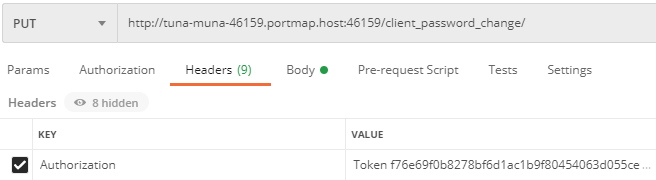 PUT http://tuna-muna-46159.portmap.host:46159/client_password_change/
Params Authorization Headers (9) Body Pre-request Script Tests Settings
Headers 8 hidden
KEY VALUE
Authorization Token f76e69f0b8278bf6d1ac1b9f80454063d055ce ...